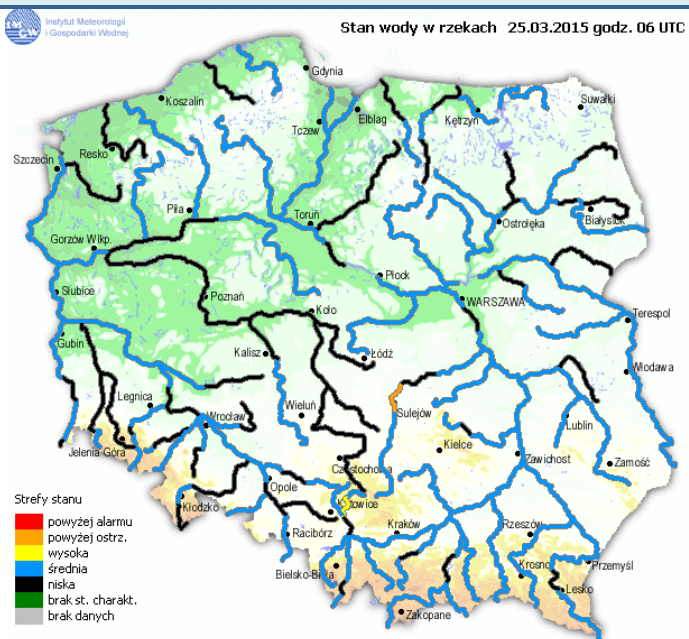 Instytut Meteorologii
i Gospodarki Wodnej
Stan wody w rzekach 25.03.2015 godz. 06 UTC
Gdynia
Koszalin
Suwałki
Elbląg
Kętrzyn
Tczew
Resko
Szczecin
Piła
Toruń
Ostrołęka
Białystok
Gorzów Wlkp.
Płock
Słubice
Poznań
WARSZAWA
Koło
Terespol
Gubin
Kalisz
Łódź
Włodawa
Legnica
Wieluń
Sulejów
Wrocław
Lublin
Jelenia Góra
Kielce
Zawichost
Zamość
Częstochowa
Opole
Kłodzko
Katowice
Strefy stanu
Kraków
Rzeszów
Racibórz
powyżej alarmu
powyżej ostrz.
wysoka
średnia
niska
brak st. charakt.
brak danych
Przemyśl
Krosno
Bielsko-Biała
Lesko
Zakopane